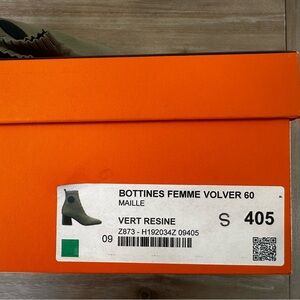 BOTTINES FEMME VOLVER 60
MAILLE
VERT RESINE
S 405
Z873 - H192034Z 09405
09